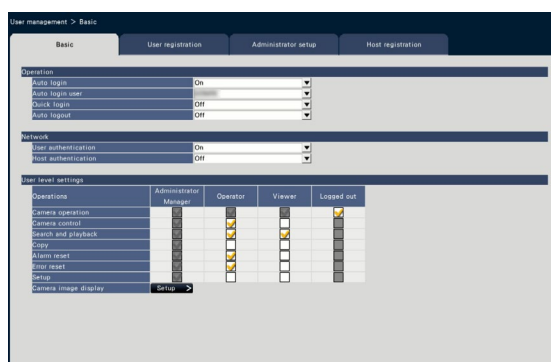 User management > Basic
Basic User registration Administrator setup Host registration
Operation
Auto login On
Auto login user
Quick login Off
Auto logout Off
Network
User authentication On
Host authentication Off
User level settings
Operations Administrator Manager Operator Viewer Logged out
Camera operation
Camera control
Search and playback
Copy
Alarm reset
Error reset
Setup
Camera image display Setup >